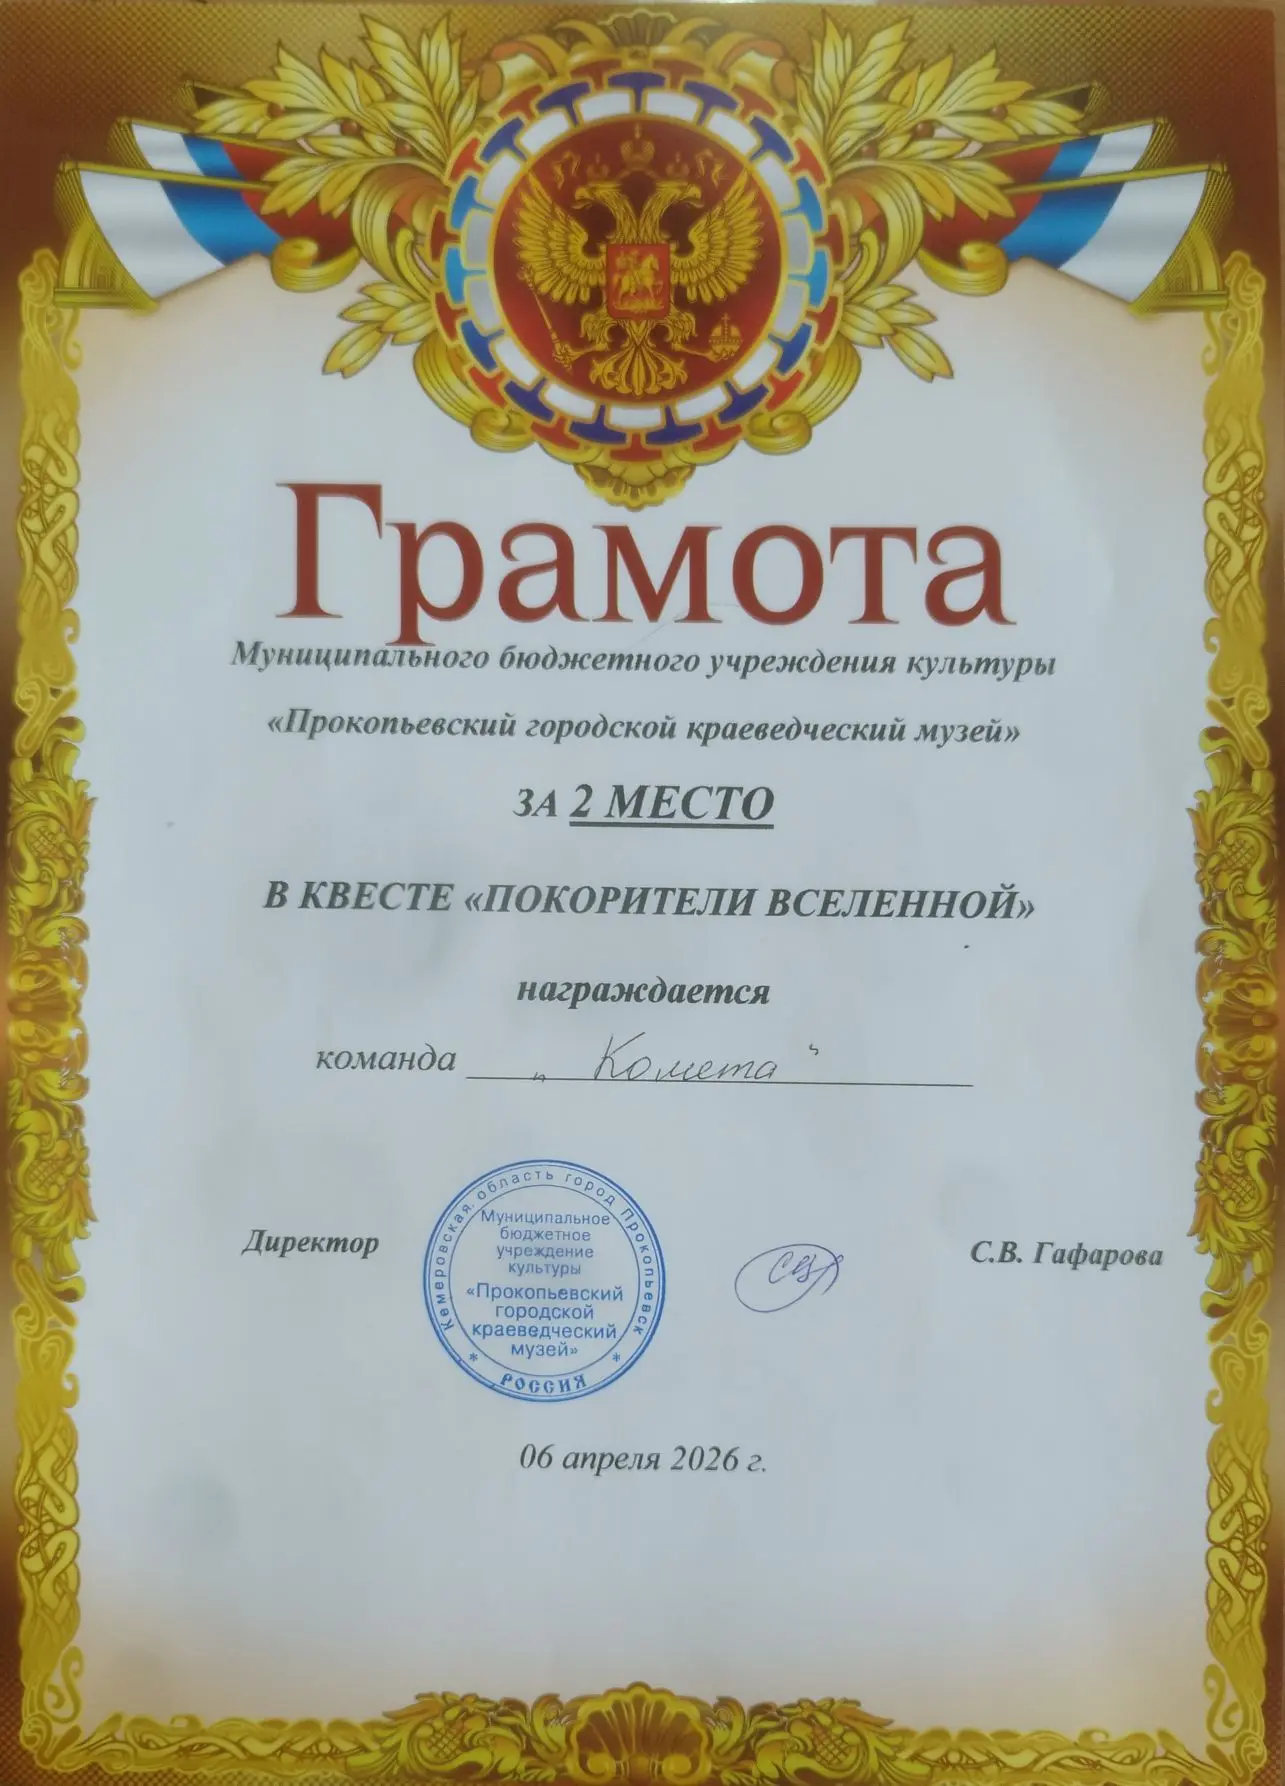 Грамота
Муниципального бюджетного учреждения культуры
«Прокопьевский городской краеведческий музей»
ЗА 2 МЕСТО
В КВЕСТЕ «ПОКОРИТЕЛИ ВСЕЛЕННОЙ»
награждается
команда „ Комета “
Директор
Кемеровская область город Прокопьевск
Муниципальное
бюджетное
учреждение
культуры
«Прокопьевский
городской
краеведческий
музей»
* РОССИЯ *
С.В. Гафарова
06 апреля 2026 г.